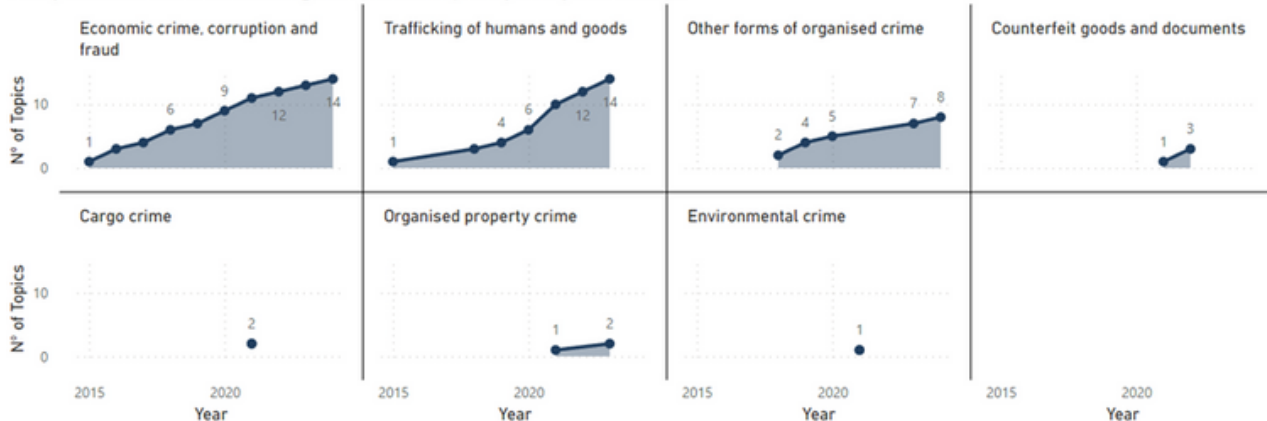 Economic crime, corruption and
fraud
N° of Topics
10
0
1
6
9
12
14
Trafficking of humans and goods
1
4
6
12
14
Other forms of organised crime
2
4
5
7
8
Counterfeit goods and documents
1
3
Cargo crime
N° of Topics
10
0
2
2015
2020
Year
Organised property crime
1
2
2015
2020
Year
Environmental crime
1
2015
2020
Year
2015
2020
Year